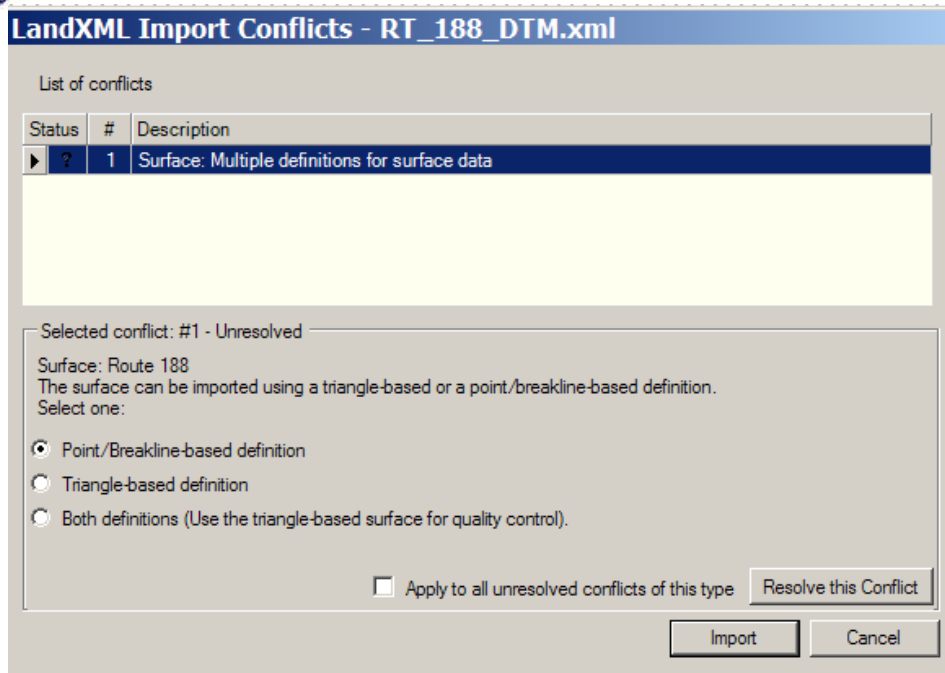 LandXML Import Conflicts - RT_188_DTM.xml
List of conflicts
Status # Description
? 1 Surface: Multiple definitions for surface data
Selected conflict: #1 - Unresolved
Surface: Route 188
The surface can be imported using a triangle-based or a point/breakline-based definition.
Select one:
Point/Breakline-based definition
Triangle-based definition
Both definitions (Use the triangle-based surface for quality control).
Apply to all unresolved conflicts of this type Resolve this Conflict
Import Cancel